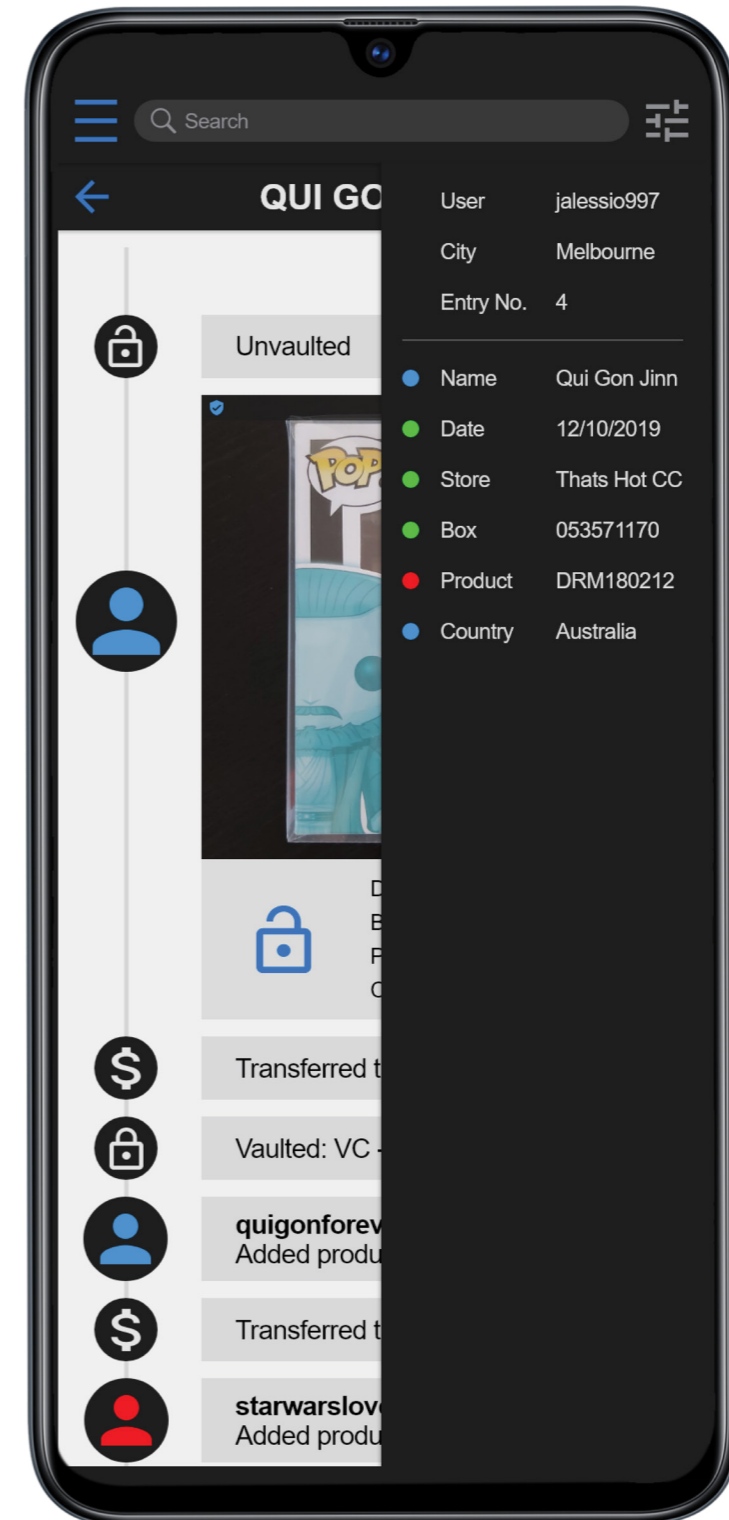 Search
QUI GO
User jalessio997
City Melbourne
Entry No. 4
Unvaulted
Name Qui Gon Jinn
Date 12/10/2019
Store Thats Hot CC
Box 053571170
Product DRM180212
Country Australia
POP
D
B
P
C
$
Transferred t
Vaulted: VC -
quigonforev
Added produ
$
Transferred t
starwarslov
Added produ